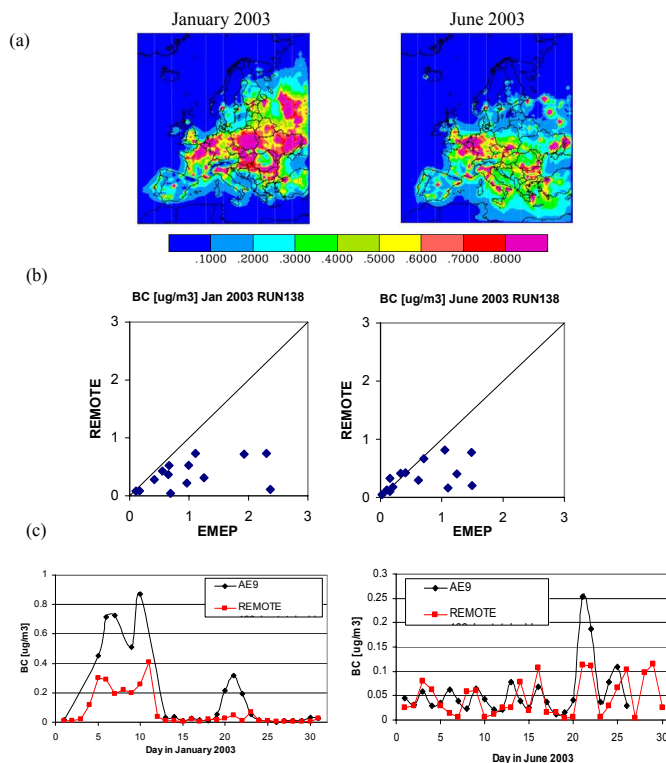 January 2003
June 2003
(a)
.1000 .2000 .3000 .4000 .5000 .6000 .7000 .8000
(b)
BC [ug/m3] Jan 2003 RUN138
BC [ug/m3] June 2003 RUN138
3
2
1
0
REMOTE
0 1 2 3
EMEP
3
2
1
0
REMOTE
0 1 2 3
EMEP
(c)
1
0.8
0.6
0.4
0.2
0
BC [ug/m3]
AE9
REMOTE
0 5 10 15 20 25 30
Day in January 2003
0.3
0.25
0.2
0.15
0.1
0.05
0
BC [ug/m3]
AE9
REMOTE
0 5 10 15 20 25 30
Day in June 2003